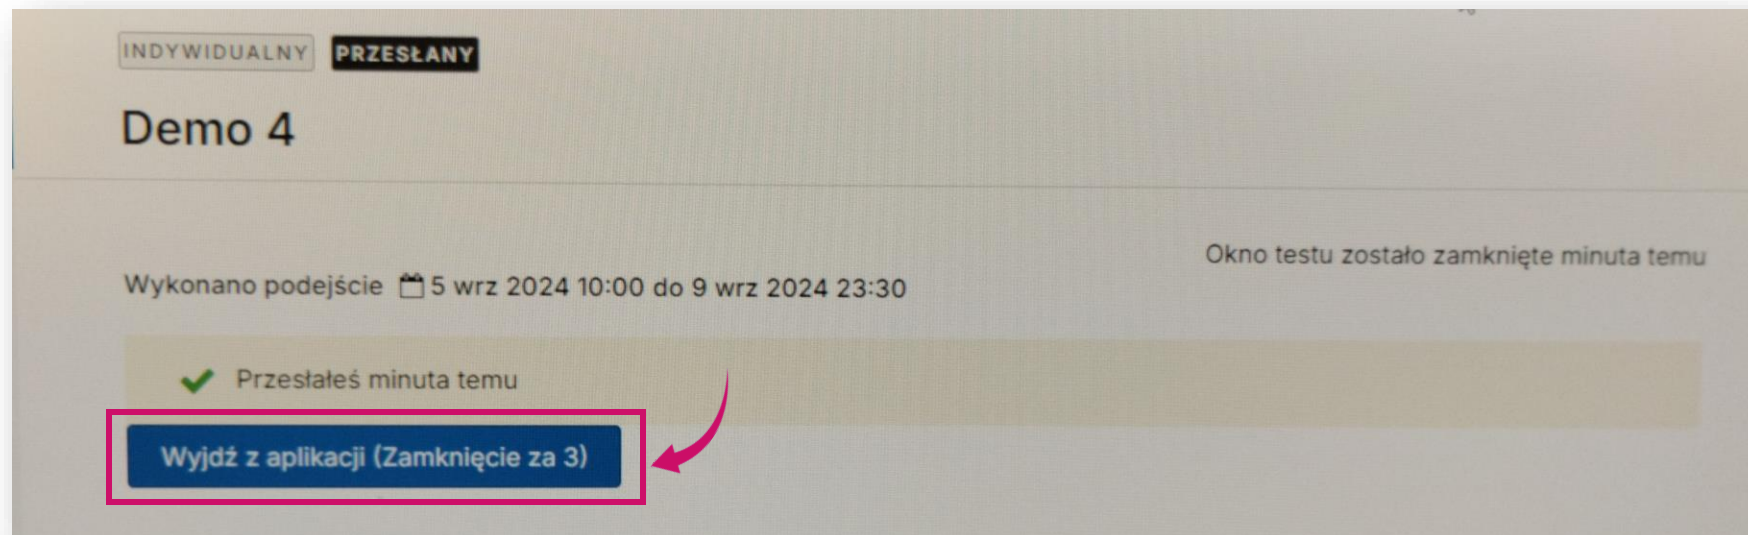 INDYWIDUALNY PRZESŁANY
Demo 4
Okno testu zostało zamknięte minuta temu
Wykonano podejście 5 wrz 2024 10:00 do 9 wrz 2024 23:30
Przesłałeś minuta temu
Wyjdź z aplikacji (Zamknięcie za 3)